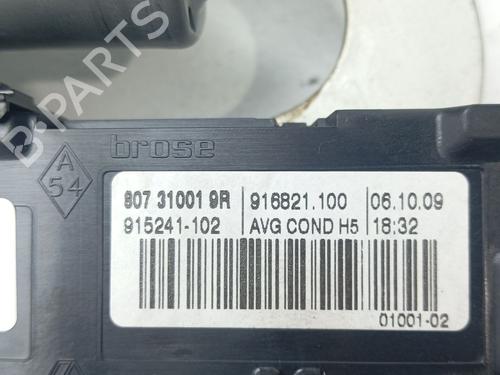 B-PARTS
brose
A
54
807 31001 9R 916821.100 06.10.09
915241-102 AVG COND H5 18:32
01001-02